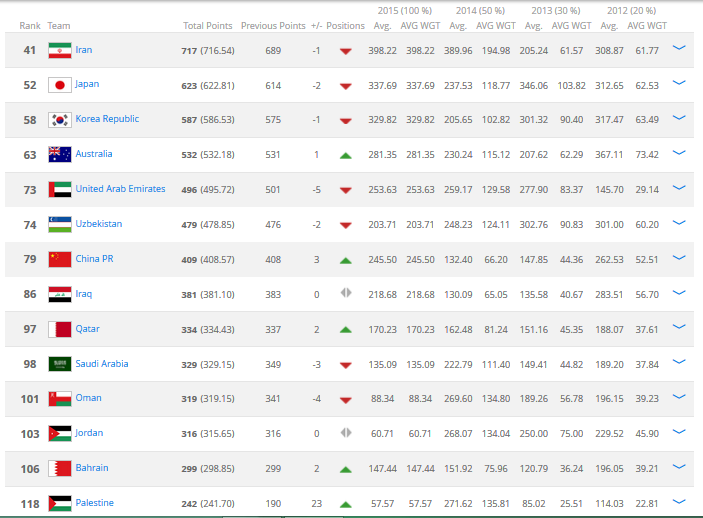 2015 (100 %) 2014 (50 %) 2013 (30 %) 2012 (20 %)
Rank Team Total Points Previous Points +/- Positions Avg. AVG WGT Avg. AVG WGT Avg. AVG WGT Avg. AVG WGT
41 Iran 717 (716.54) 689 -1 398.22 398.22 389.96 194.98 205.24 61.57 308.87 61.77
52 Japan 623 (622.81) 614 -2 337.69 337.69 237.53 118.77 346.06 103.82 312.65 62.53
58 Korea Republic 587 (586.53) 575 -1 329.82 329.82 205.65 102.82 301.32 90.40 317.47 63.49
63 Australia 532 (532.18) 531 1 281.35 281.35 230.24 115.12 207.62 62.29 367.11 73.42
73 United Arab Emirates 496 (495.72) 501 -5 253.63 253.63 259.17 129.58 277.90 83.37 145.70 29.14
74 Uzbekistan 479 (478.85) 476 -2 203.71 203.71 248.23 124.11 302.76 90.83 301.00 60.20
79 China PR 409 (408.57) 408 3 245.50 245.50 132.40 66.20 147.85 44.36 262.53 52.51
86 Iraq 381 (381.10) 383 0 218.68 218.68 130.09 65.05 135.58 40.67 283.51 56.70
97 Qatar 334 (334.43) 337 2 170.23 170.23 162.48 81.24 151.16 45.35 188.07 37.61
98 Saudi Arabia 329 (329.15) 349 -3 135.09 135.09 222.79 111.40 149.41 44.82 189.20 37.84
101 Oman 319 (319.15) 341 -4 88.34 88.34 269.60 134.80 189.26 56.78 196.15 39.23
103 Jordan 316 (315.65) 316 0 60.71 60.71 268.07 134.04 250.00 75.00 229.52 45.90
106 Bahrain 299 (298.85) 299 2 147.44 147.44 151.92 75.96 120.79 36.24 196.05 39.21
118 Palestine 242 (241.70) 190 23 57.57 57.57 271.62 135.81 85.02 25.51 114.03 22.81